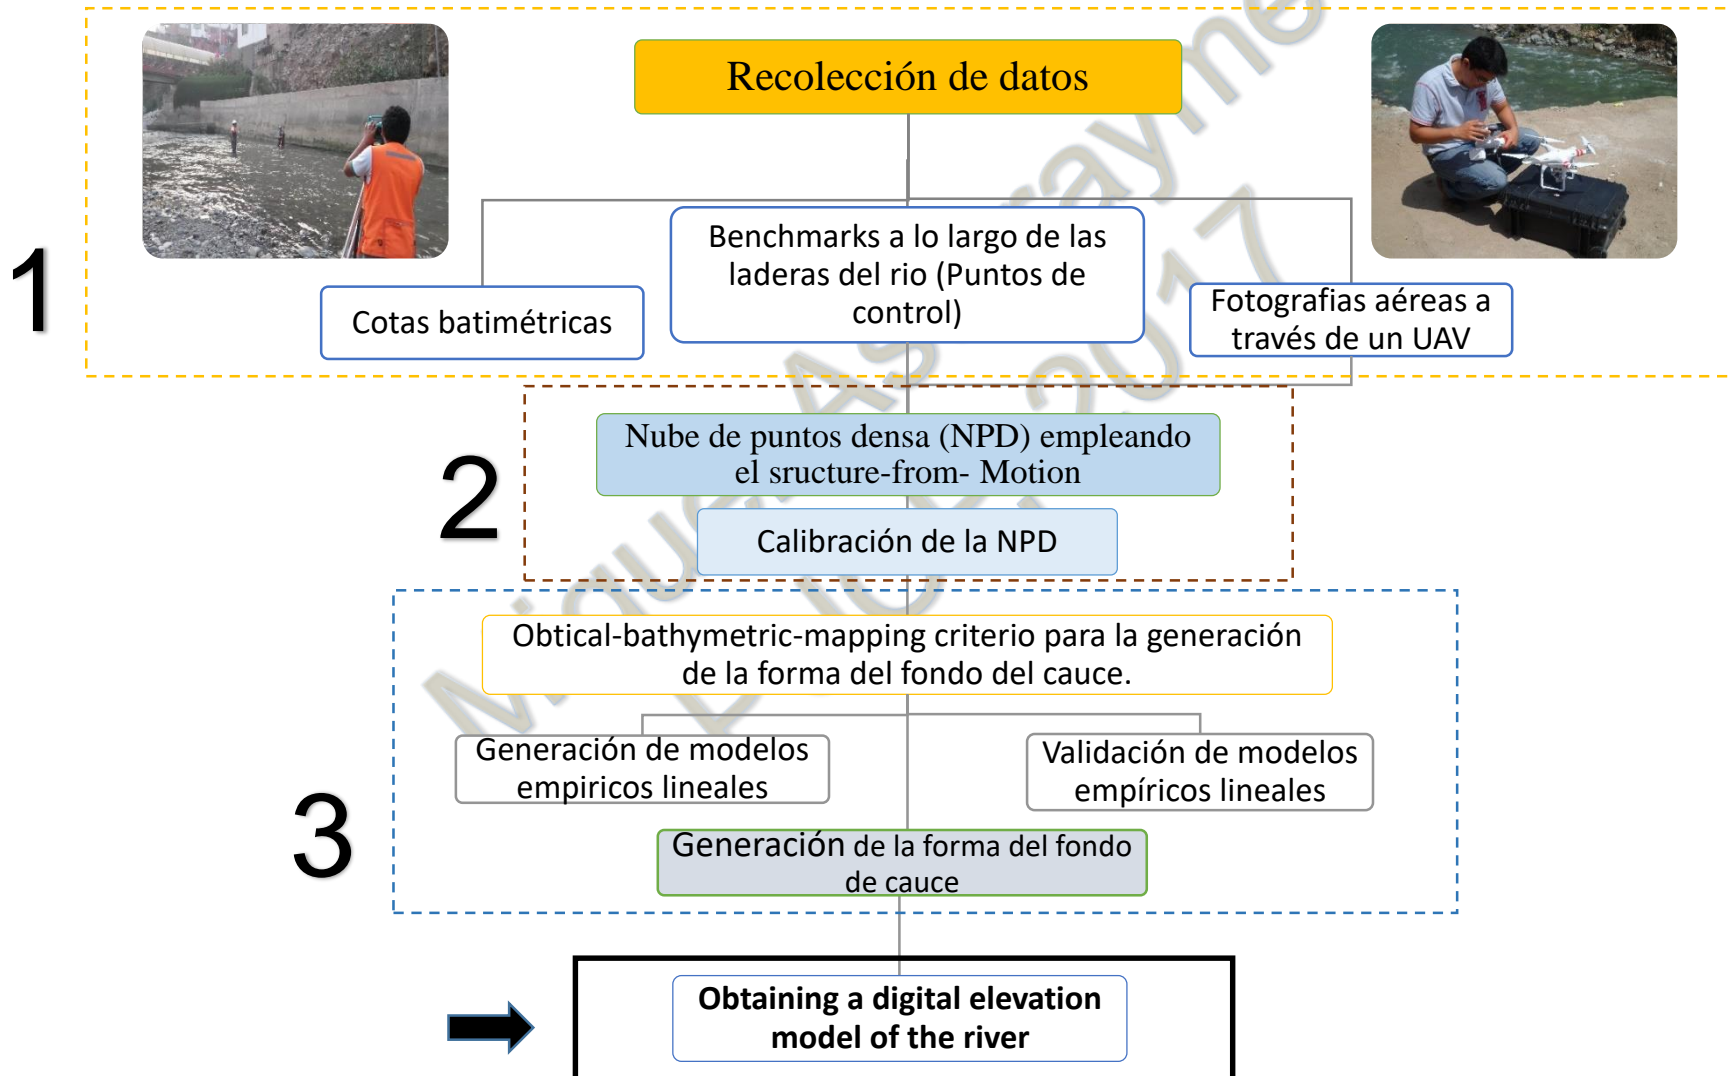 Recolección de datos
1
Cotas batimétricas
Benchmarks a lo largo de las
laderas del rio (Puntos de
control)
Fotografias aéreas a
través de un UAV
2
Nube de puntos densa (NPD) empleando
el sructure-from- Motion
Calibración de la NPD
3
Obtical-bathymetric-mapping criterio para la generación
de la forma del fondo del cauce.
Generación de modelos
empiricos lineales
Validación de modelos
empíricos lineales
Generación de la forma del fondo
de cauce
Obtaining a digital elevation
model of the river
2017